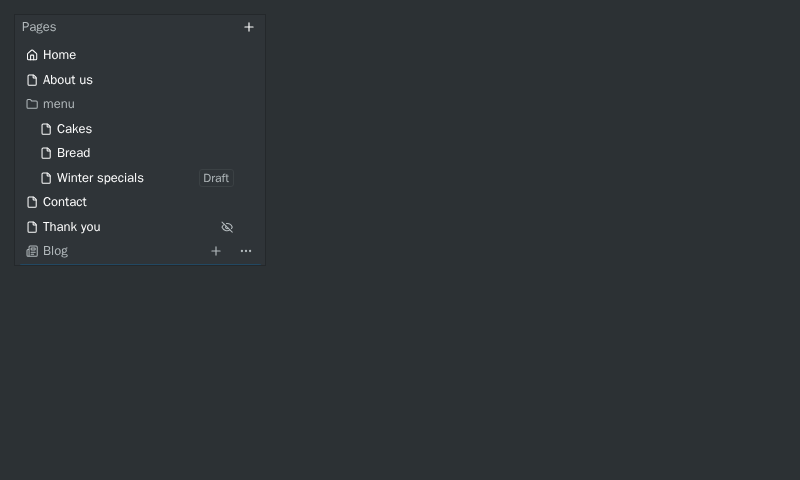 Pages
Home
About us
menu
Cakes
Bread
Winter specials Draft
Contact
Thank you
Blog